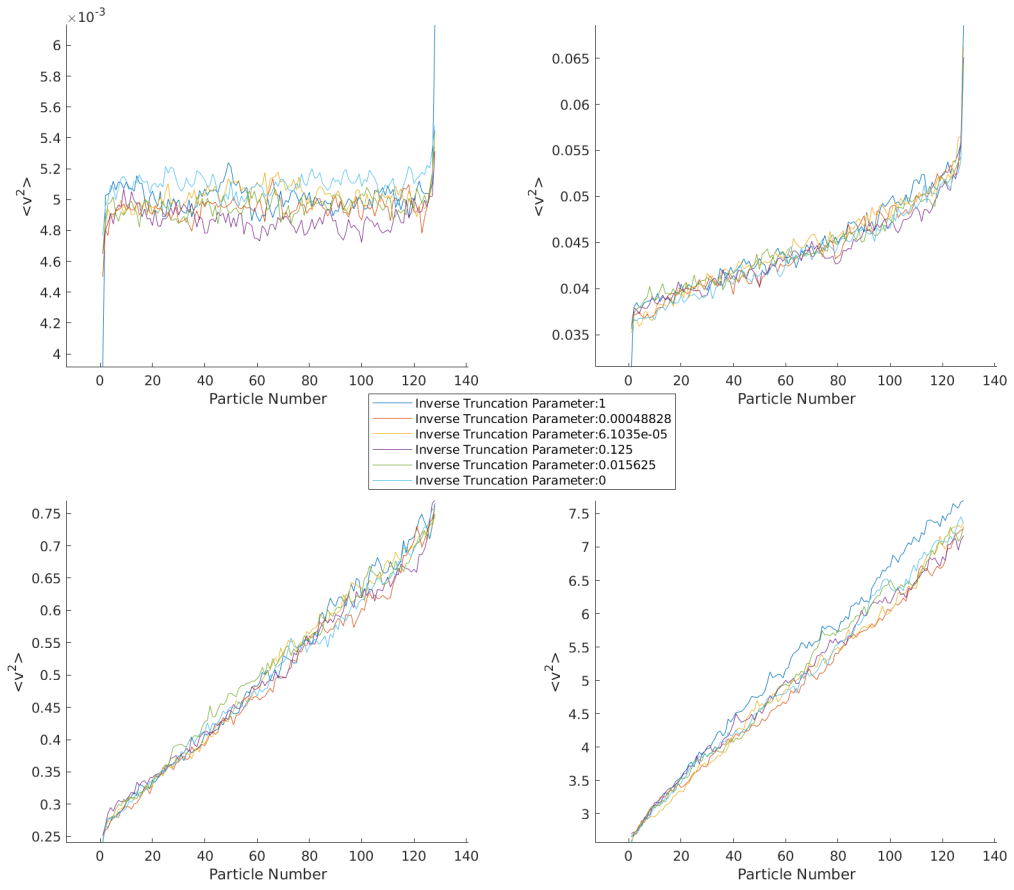 ×10⁻³
6
5.8
5.6
5.4
5.2
5
4.8
4.6
4.4
4.2
4
<v²>
0 20 40 60 80 100 120 140
Particle Number
0.065
0.06
0.055
0.05
0.045
0.04
0.035
<v²>
0 20 40 60 80 100 120 140
Particle Number
Inverse Truncation Parameter:1
Inverse Truncation Parameter:0.00048828
Inverse Truncation Parameter:6.1035e-05
Inverse Truncation Parameter:0.125
Inverse Truncation Parameter:0.015625
Inverse Truncation Parameter:0
0.75
0.7
0.65
0.6
0.55
0.5
0.45
0.4
0.35
0.3
0.25
<v²>
0 20 40 60 80 100 120 140
Particle Number
7.5
7
6.5
6
5.5
5
4.5
4
3.5
3
<v²>
0 20 40 60 80 100 120 140
Particle Number